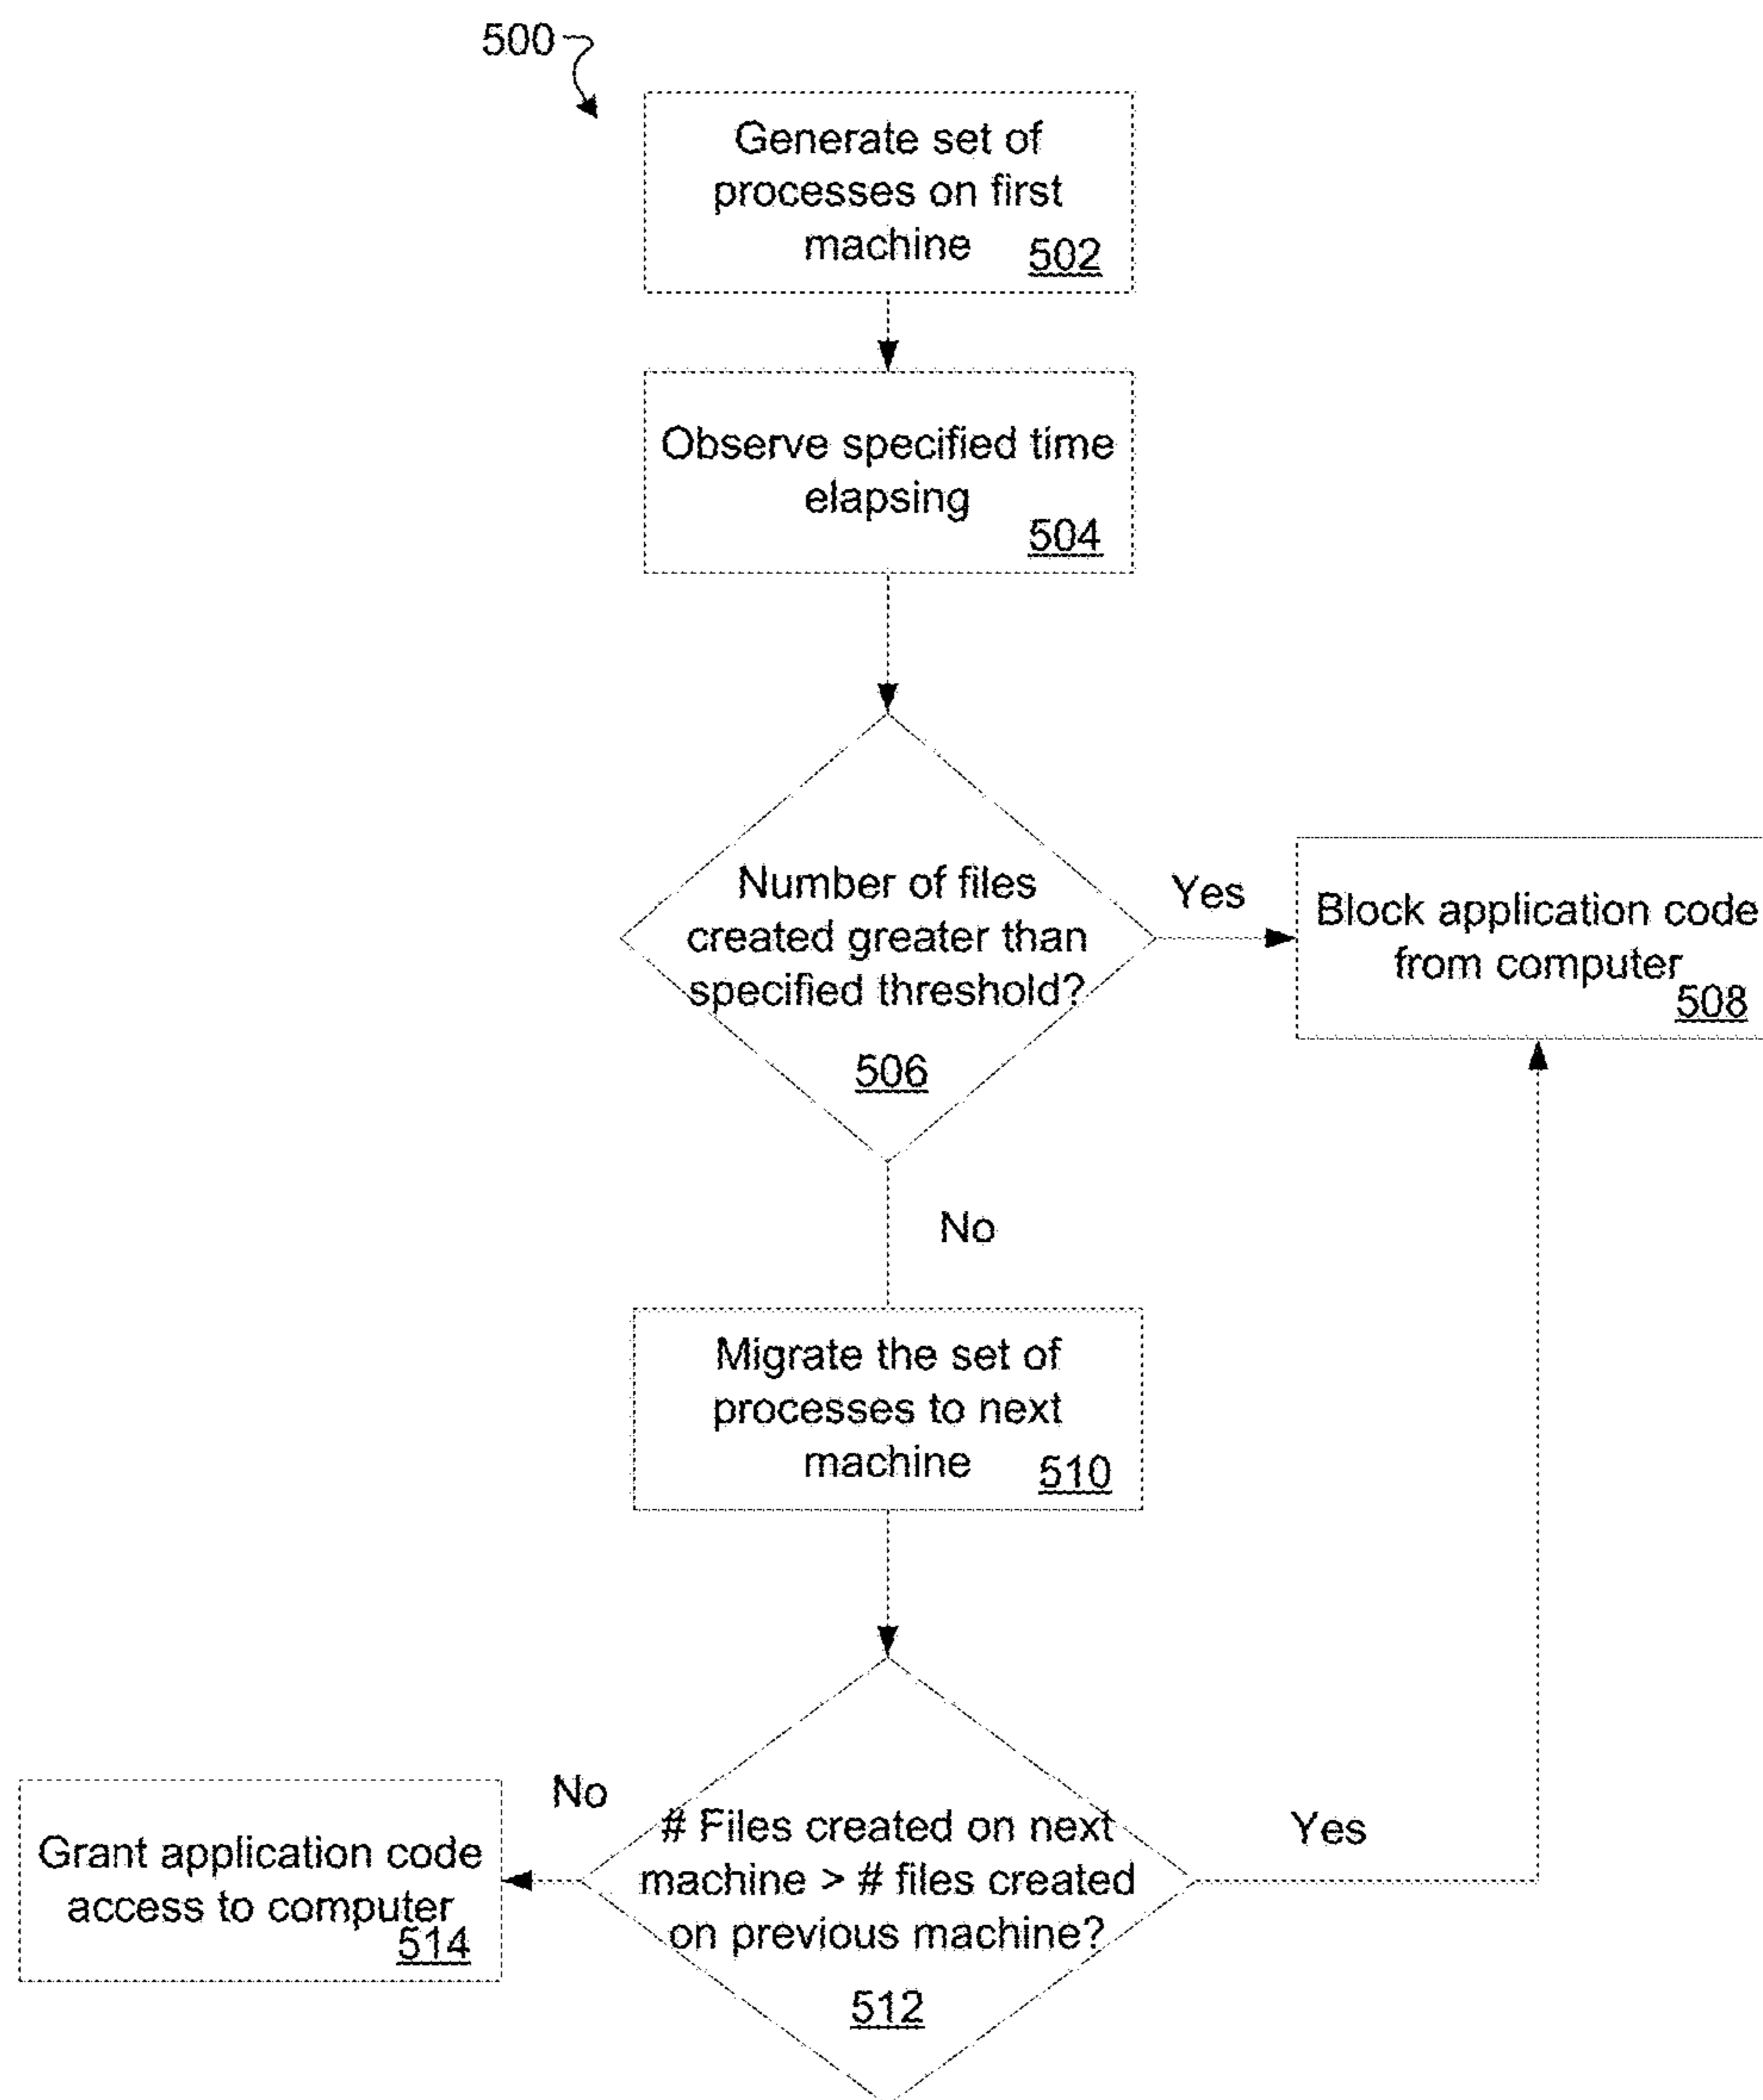 500
Generate set of
processes on first
machine 502
Observe specified time
elapsing
504
Number of files
created greater than
specified threshold?
506
Yes
Block application code
from computer
508
No
Migrate the set of
processes to next
machine 510
# Files created on next
machine > # files created
on previous machine?
512
No
Yes
Grant application code
access to computer
514